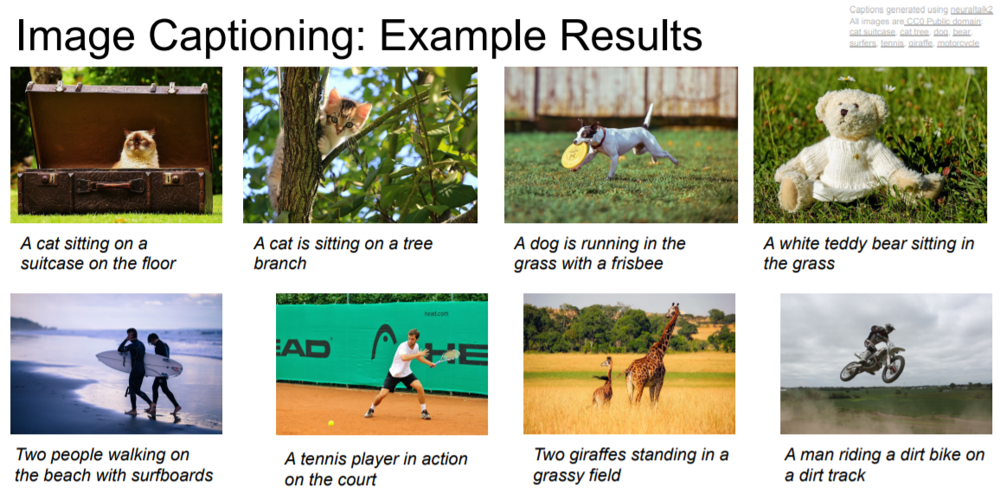 Image Captioning: Example Results
Captions generated using neuraltalk2
All images are CC0 Public domain:
cat suitcase, cat tree, dog, bear,
surfers, tennis, giraffe, motorcycle
A cat sitting on a
suitcase on the floor
A cat is sitting on a tree
branch
A dog is running in the
grass with a frisbee
A white teddy bear sitting in
the grass
head.com
EAD
HE
Two people walking on
the beach with surfboards
A tennis player in action
on the court
Two giraffes standing in a
grassy field
A man riding a dirt bike on
a dirt track